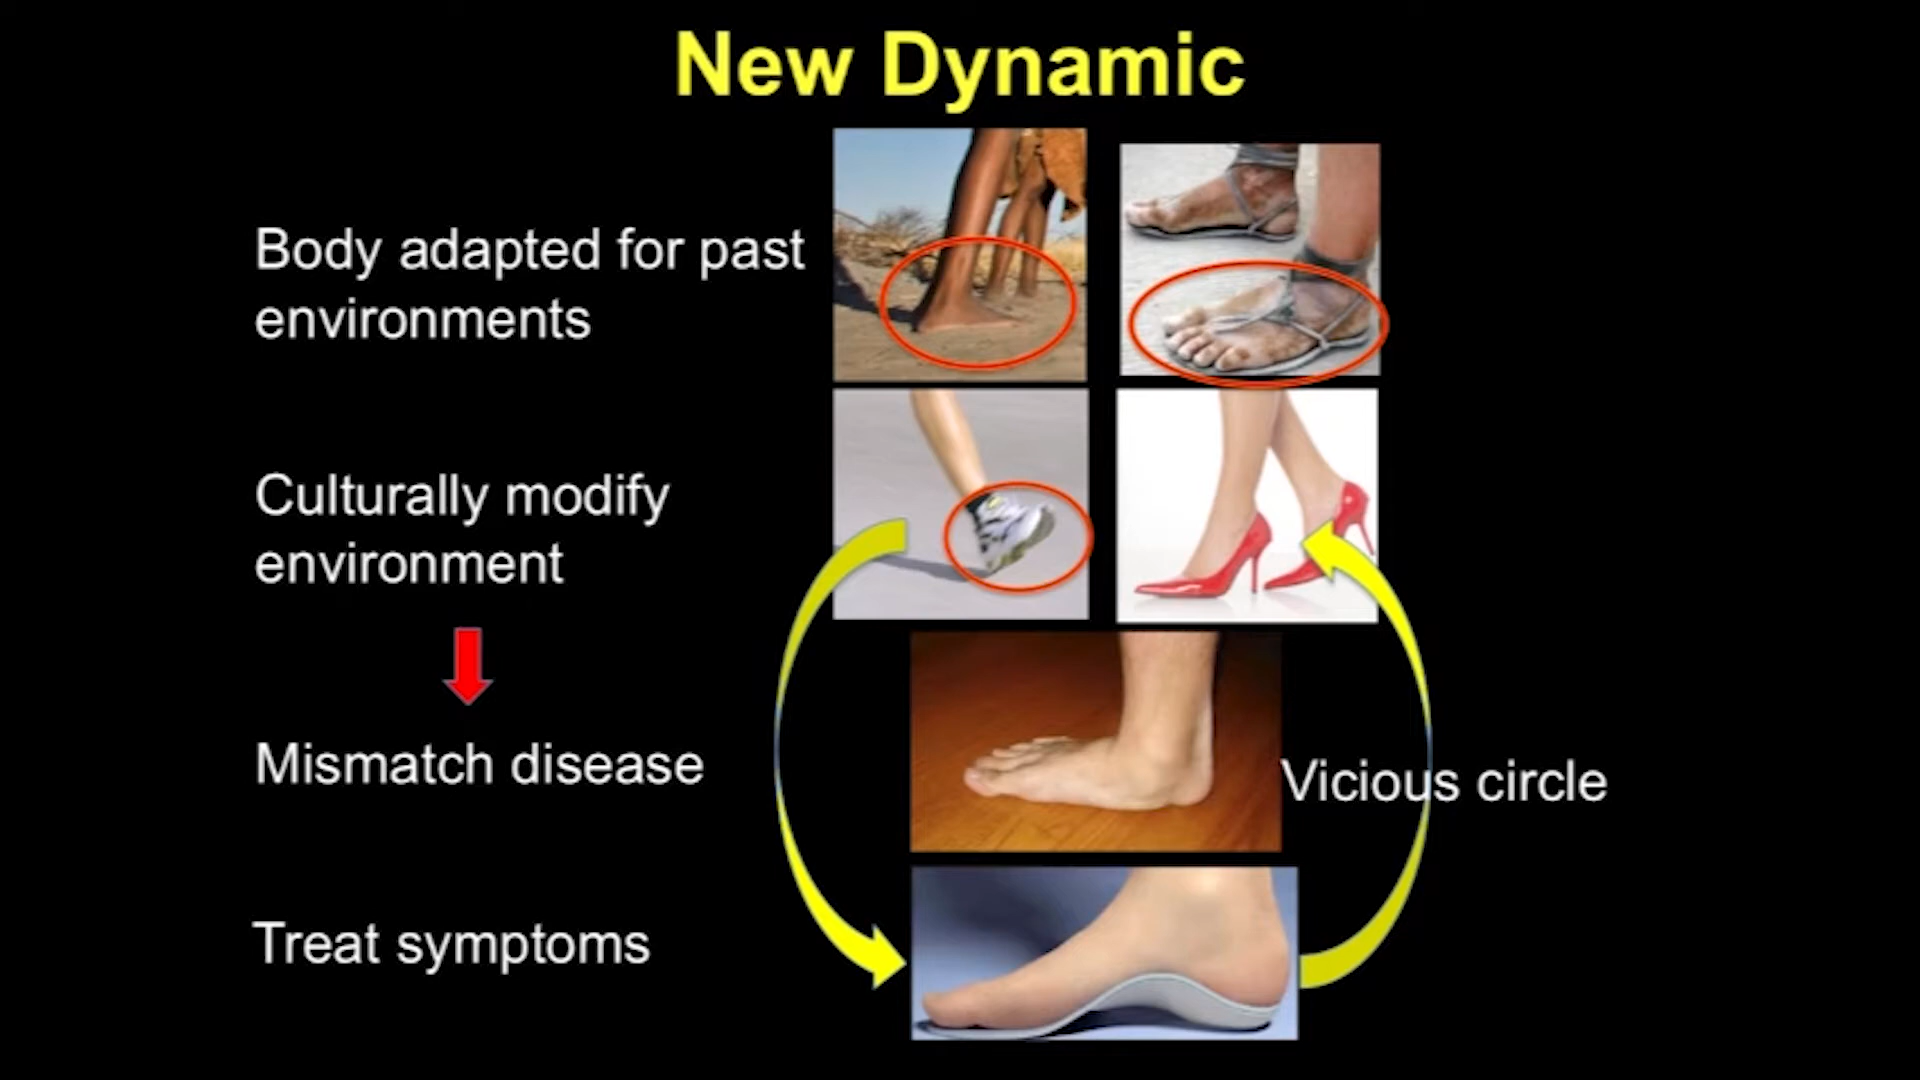 New Dynamic
Body adapted for past
environments
Culturally modify
environment
Mismatch disease
Vicious circle
Treat symptoms